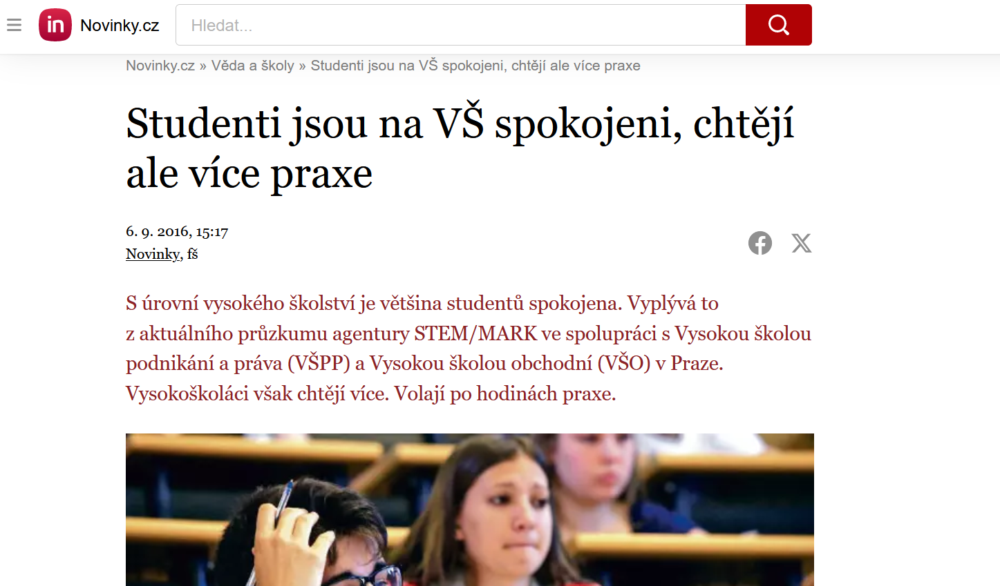 in Novinky.cz Hledat...
Novinky.cz » Věda a školy » Studenti jsou na VŠ spokojeni, chtějí ale více praxe
Studenti jsou na VŠ spokojeni, chtějí
ale více praxe
6. 9. 2016, 15:17
Novinky, fš
S úrovní vysokého školství je většina studentů spokojena. Vyplývá to
z aktuálního průzkumu agentury STEM/MARK ve spolupráci s Vysokou školou
podnikání a práva (VŠPP) a Vysokou školou obchodní (VŠO) v Praze.
Vysokoškoláci však chtějí více. Volají po hodinách praxe.